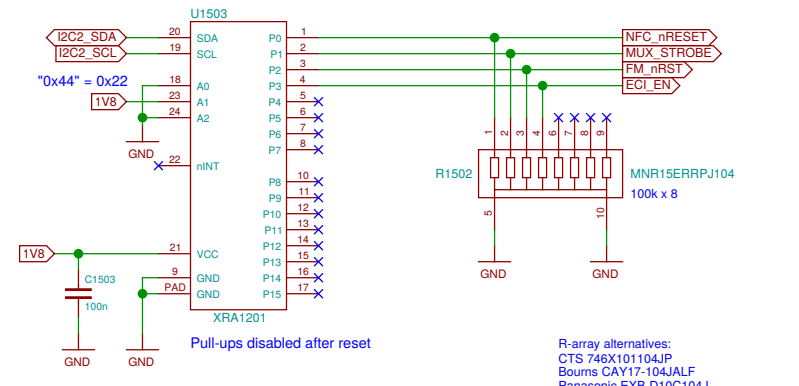 U1503
I2C2_SDA 20 SDA P0 1 NFC_nRESET
I2C2_SCL 19 SCL P1 2 MUX_STROBE
P2 3 FM_nRST
"0x44" = 0x22 18 A0 P3 4 ECI_EN
1V8 23 A1 P4 5
24 A2 P5 6
P6 7
P7 8
GND
22 nINT
1 2 3 4 6 7 8 9
R1502 MNR15ERRPJ104
100k x 8
5 10
GND GND
P8 10
P9 11
P10 12
P11 13
P12 14
1V8 21 VCC P13 15
C1503 9 GND P14 16
100n PAD GND P15 17
XRA1201
GND GND
Pull-ups disabled after reset
R-array alternatives:
CTS 746X101104JP
Bourns CAY17-104JALF
Panasonic EXB-D10C104J